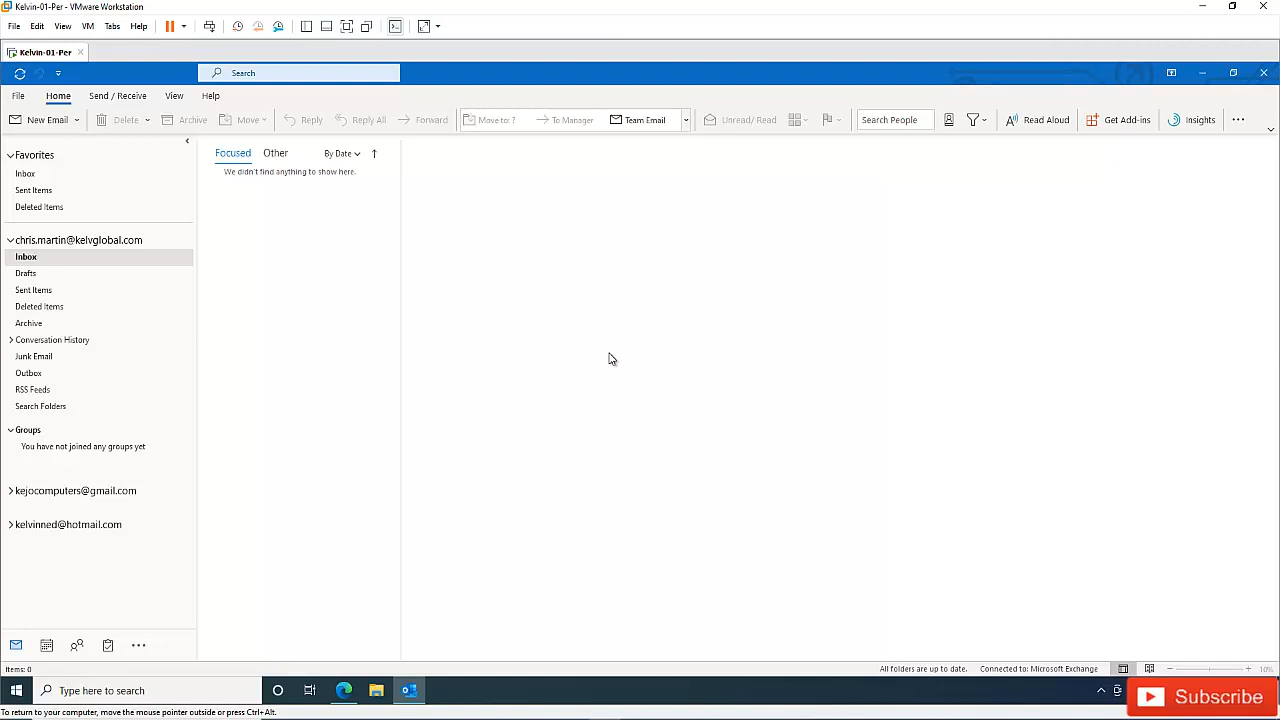 Kelvin-01-Per - VMware Workstation
File Edit View VM Tabs Help
Kelvin-01-Per
Search
File Home Send / Receive View Help
New Email Delete Archive Move Reply Reply All Forward Move to: ? To Manager Team Email Unread/ Read Search People Read Aloud Get Add-ins Insights
Favorites
Inbox
Sent Items
Deleted Items
chris.martin@kelvglobal.com
Inbox
Drafts
Sent Items
Deleted Items
Archive
Conversation History
Junk Email
Outbox
RSS Feeds
Search Folders
Groups
You have not joined any groups yet
kejocomputers@gmail.com
kelvinned@hotmail.com
Focused Other By Date
We didn't find anything to show here.
Items: 0 All folders are up to date. Connected to: Microsoft Exchange 10%
Type here to search
Subscribe
To return to your computer, move the mouse pointer outside or press Ctrl+Alt.